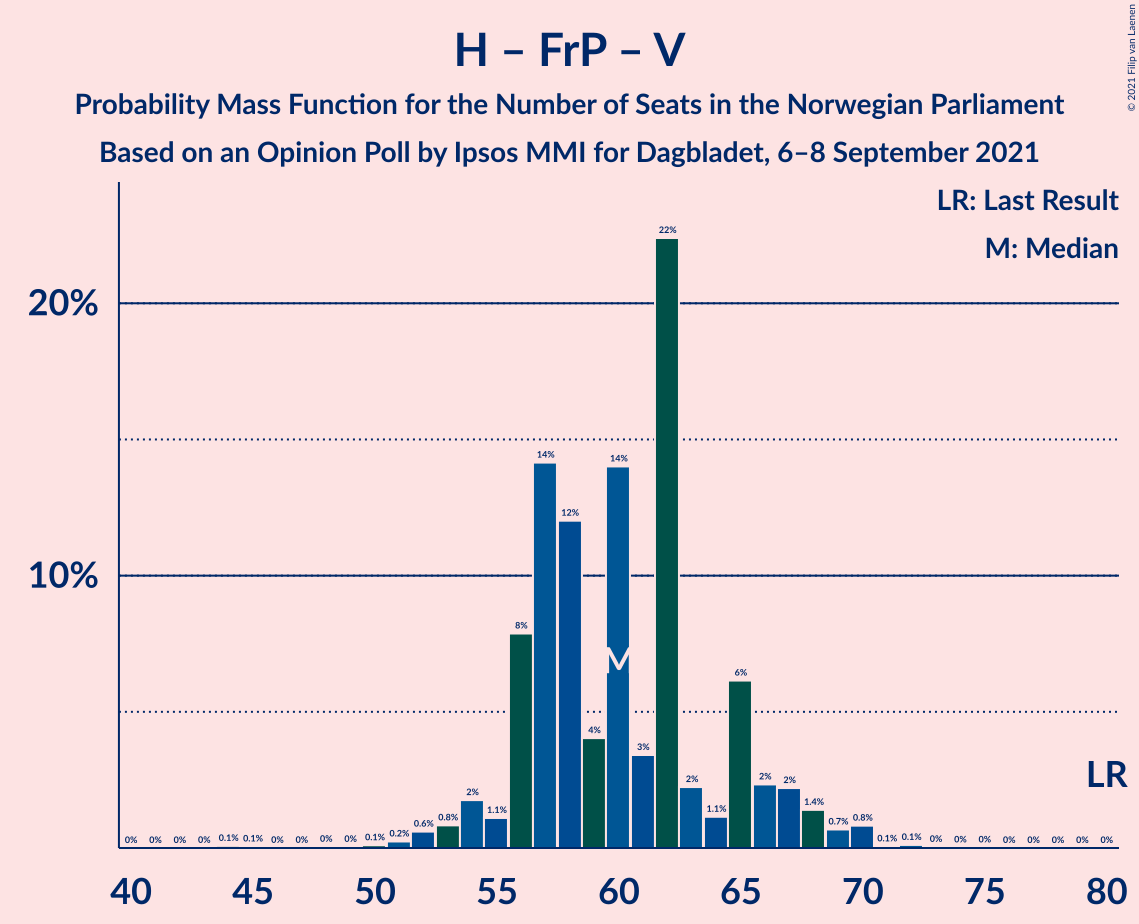 H – FrP – V
Probability Mass Function for the Number of Seats in the Norwegian Parliament
Based on an Opinion Poll by Ipsos MMI for Dagbladet, 6–8 September 2021
© 2021 Filip van Laenen
LR: Last Result
M: Median
20%
10%
0% 0% 0% 0% 0.1% 0.1% 0% 0% 0% 0% 0.1% 0.2% 0.6% 0.8% 2% 1.1% 8% 14% 12% 4% 14% 3% 22% 2% 1.1% 6% 2% 2% 1.4% 0.7% 0.8% 0.1% 0.1% 0% 0% 0% 0% 0% 0% 0% 0%
M
LR
40 45 50 55 60 65 70 75 80